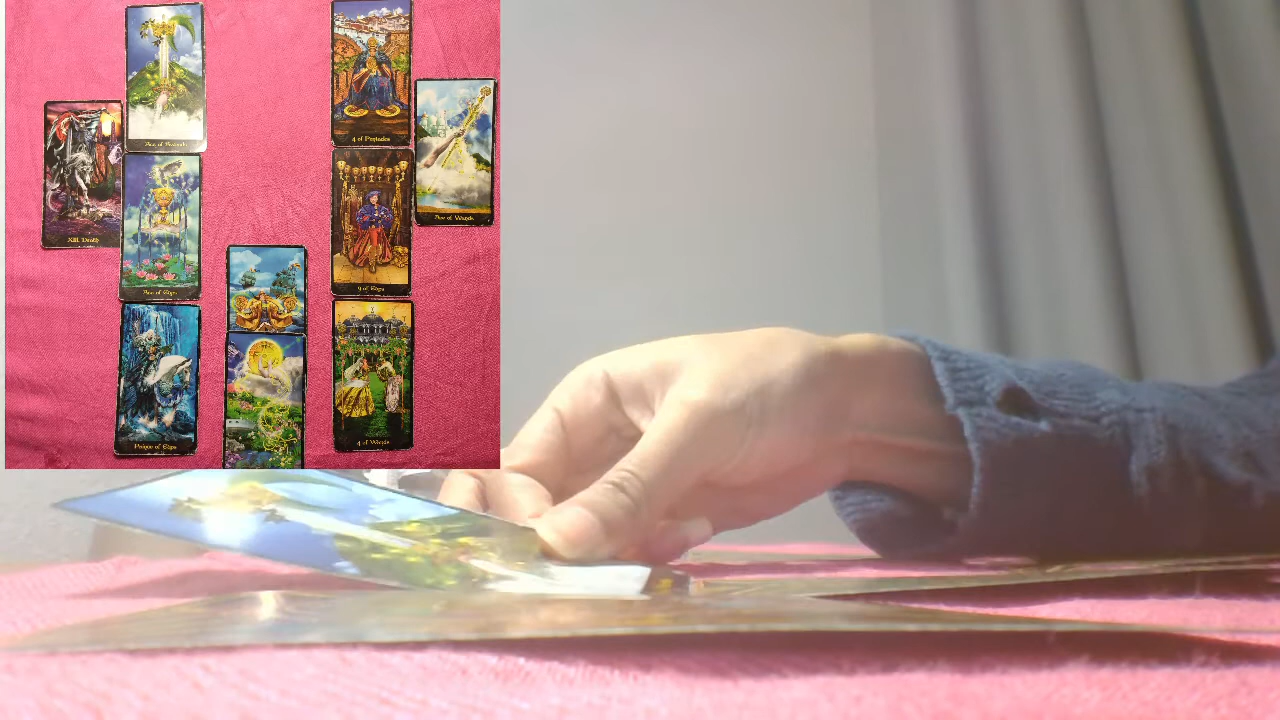 Ace of Swords
4 of Pentacles
XIII. Death
Ace of Wands
Ace of Cups
9 of Cups
Prince of Cups
4 of Wands